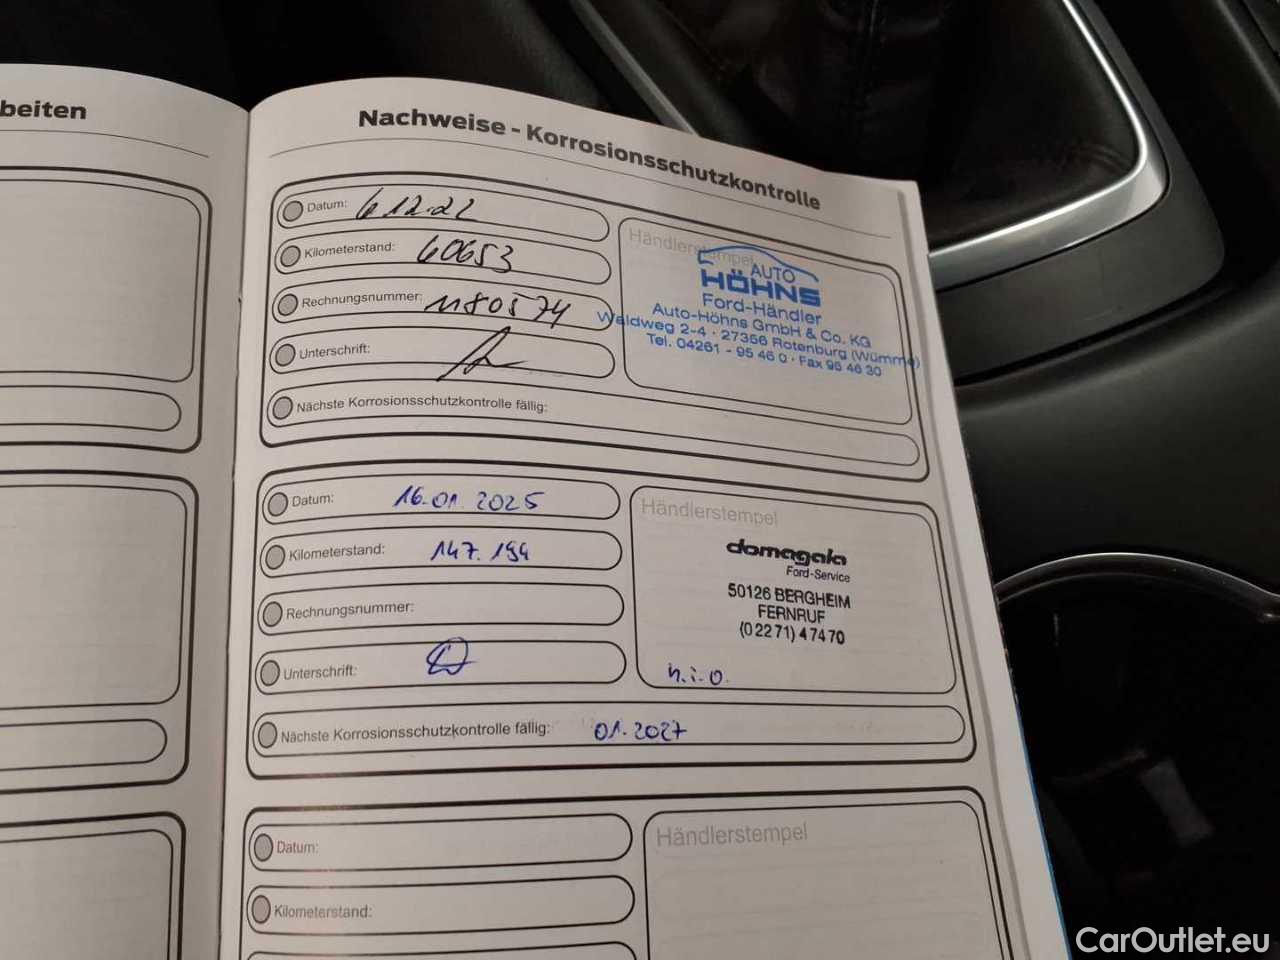 beiten
Nachweise - Korrosionsschutzkontrolle
Datum: 6 12.22
Kilometerstand: 60653
Rechnungsnummer: 1180574
Unterschrift:
Nächste Korrosionsschutzkontrolle fällig:
Händlerstempel
AUTO
HÖHNS
Ford-Händler
Auto-Höhns GmbH & Co. KG
Waldweg 2-4 · 27356 Rotenburg (Wümme)
Tel. 04261 - 95 46 0 · Fax 95 46 30
Datum: 16.01.2025
Kilometerstand: 147.194
Rechnungsnummer:
Unterschrift:
Nächste Korrosionsschutzkontrolle fällig: 01.2027
Händlerstempel
domagala
Ford-Service
50126 BERGHEIM
FERNRUF
(02271) 47470
n.i.o.
Datum:
Kilometerstand:
Händlerstempel
CarOutlet.eu